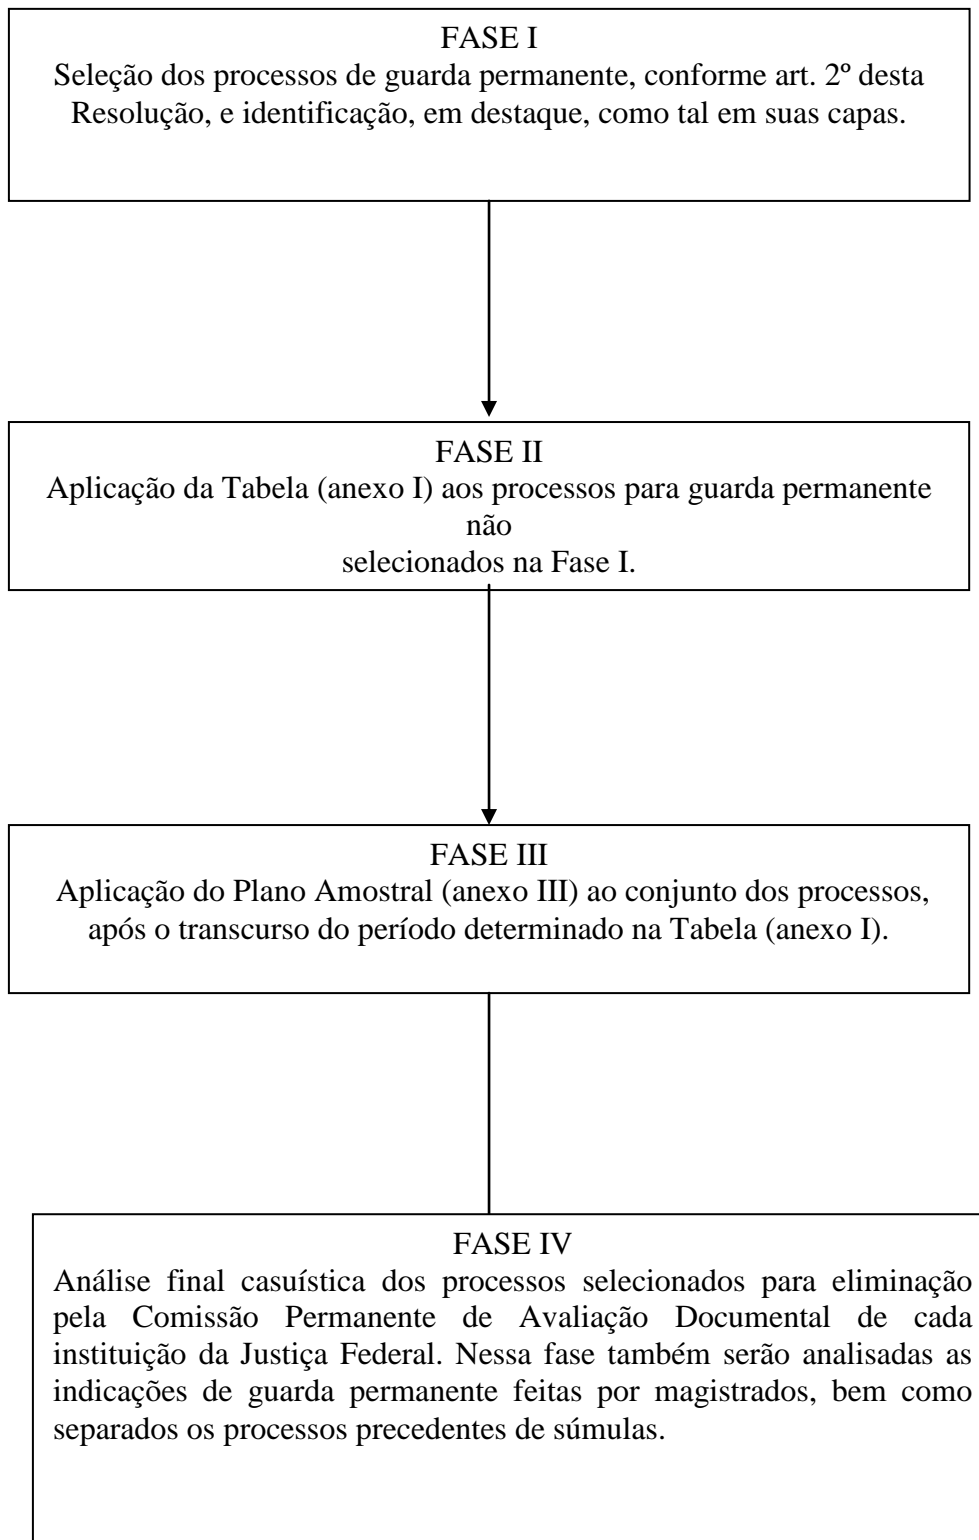 FASE I
Seleção dos processos de guarda permanente, conforme art. 2º desta
Resolução, e identificação, em destaque, como tal em suas capas.
FASE II
Aplicação da Tabela (anexo I) aos processos para guarda permanente
não
selecionados na Fase I.
FASE III
Aplicação do Plano Amostral (anexo III) ao conjunto dos processos,
após o transcurso do período determinado na Tabela (anexo I).
FASE IV
Análise final casuística dos processos selecionados para eliminação
pela Comissão Permanente de Avaliação Documental de cada
instituição da Justiça Federal. Nessa fase também serão analisadas as
indicações de guarda permanente feitas por magistrados, bem como
separados os processos precedentes de súmulas.